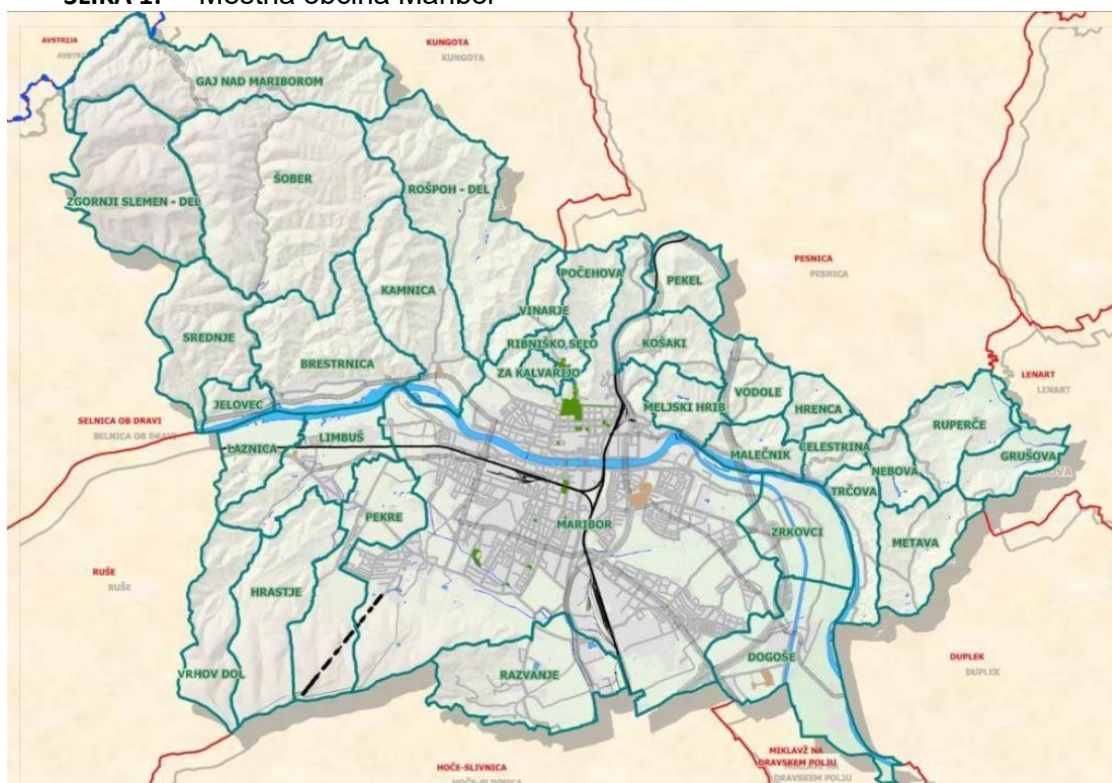 SLIKA 1: Mestna občina Maribor
AVSTRIJA
AVSTRIJA
KUNGOTA
KUNGOTA
GAJ NAD MARIBOROM
ŠOBER
ROŠPOH - DEL
ZGORNJI SLEMEN - DEL
PESNICA
PESNICA
POČEHOVA
PEKEL
KAMNICA
VINARJE
SREDNJE
RIBNIŠKO SELO
KOŠAKI
BRESTRNICA
ZA KALVARIJO
LENART
LENART
VODOLE
JELOVEC
MELJSKI HRIB
HRENCA
SELNICA OB DRAVI
SELNICA OB DRAVI
RUPERČE
LIMBUŠ
LAZNICA
CELESTRINA
MALEČNIK
GRUŠOVA
NEBOVA
TRČOVA
PEKRE
MARIBOR
ZRKOVCI
METAVA
RUŠE
RUŠE
HRASTJE
DOGOŠE
DUPLEK
DUPLEK
VRHOV DOL
RAZVANJE
MIKLAVŽ NA
DRAVSKEM POLJU
DRAVSKEM POLJU
HOČE-SLIVNICA
HOČE-SLIVNICA